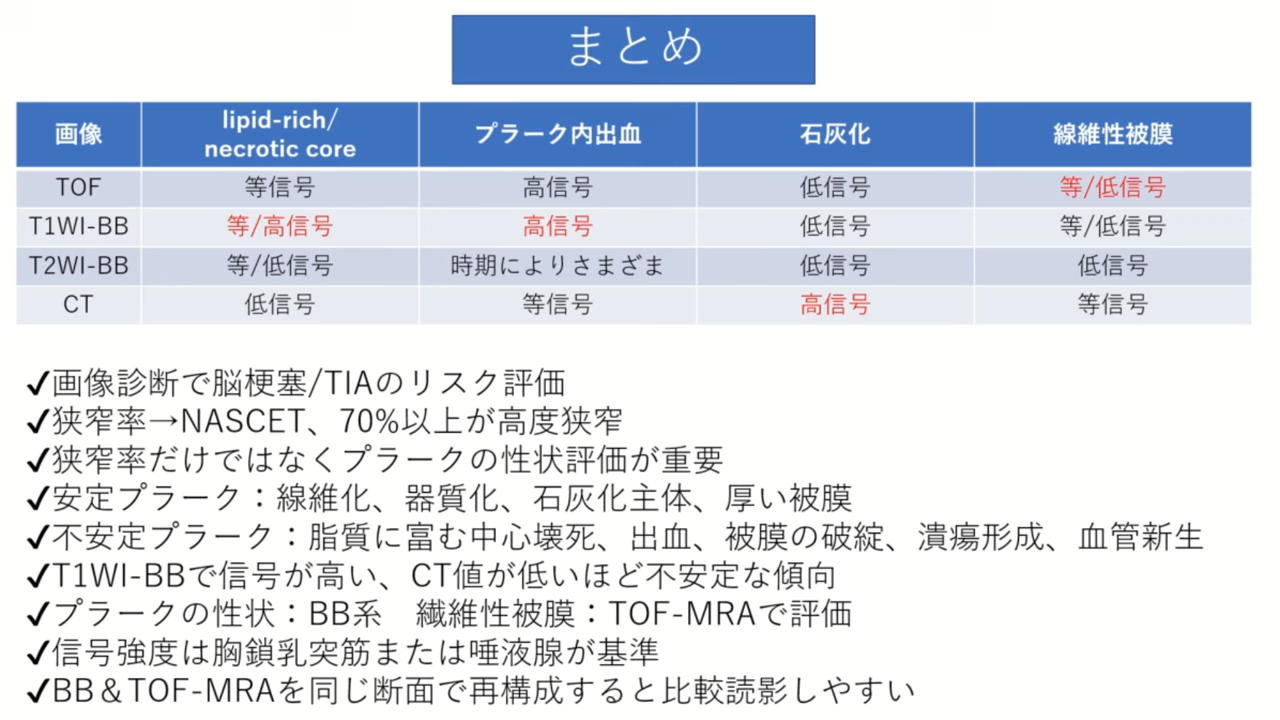 まとめ
画像 lipid-rich/ necrotic core プラーク内出血 石灰化 線維性被膜
TOF 等信号 高信号 低信号 等/低信号
T1WI-BB 等/高信号 高信号 低信号 等/低信号
T2WI-BB 等/低信号 時期によりさまざま 低信号 低信号
CT 低信号 等信号 高信号 等信号
✓画像診断で脳梗塞/TIAのリスク評価
✓狭窄率→NASCET、70%以上が高度狭窄
✓狭窄率だけではなくプラークの性状評価が重要
✓安定プラーク：線維化、器質化、石灰化主体、厚い被膜
✓不安定プラーク：脂質に富む中心壊死、出血、被膜の破綻、潰瘍形成、血管新生
✓T1WI-BBで信号が高い、CT値が低いほど不安定な傾向
✓プラークの性状：BB系　繊維性被膜：TOF-MRAで評価
✓信号強度は胸鎖乳突筋または唾液腺が基準
✓BB＆TOF-MRAを同じ断面で再構成すると比較読影しやすい